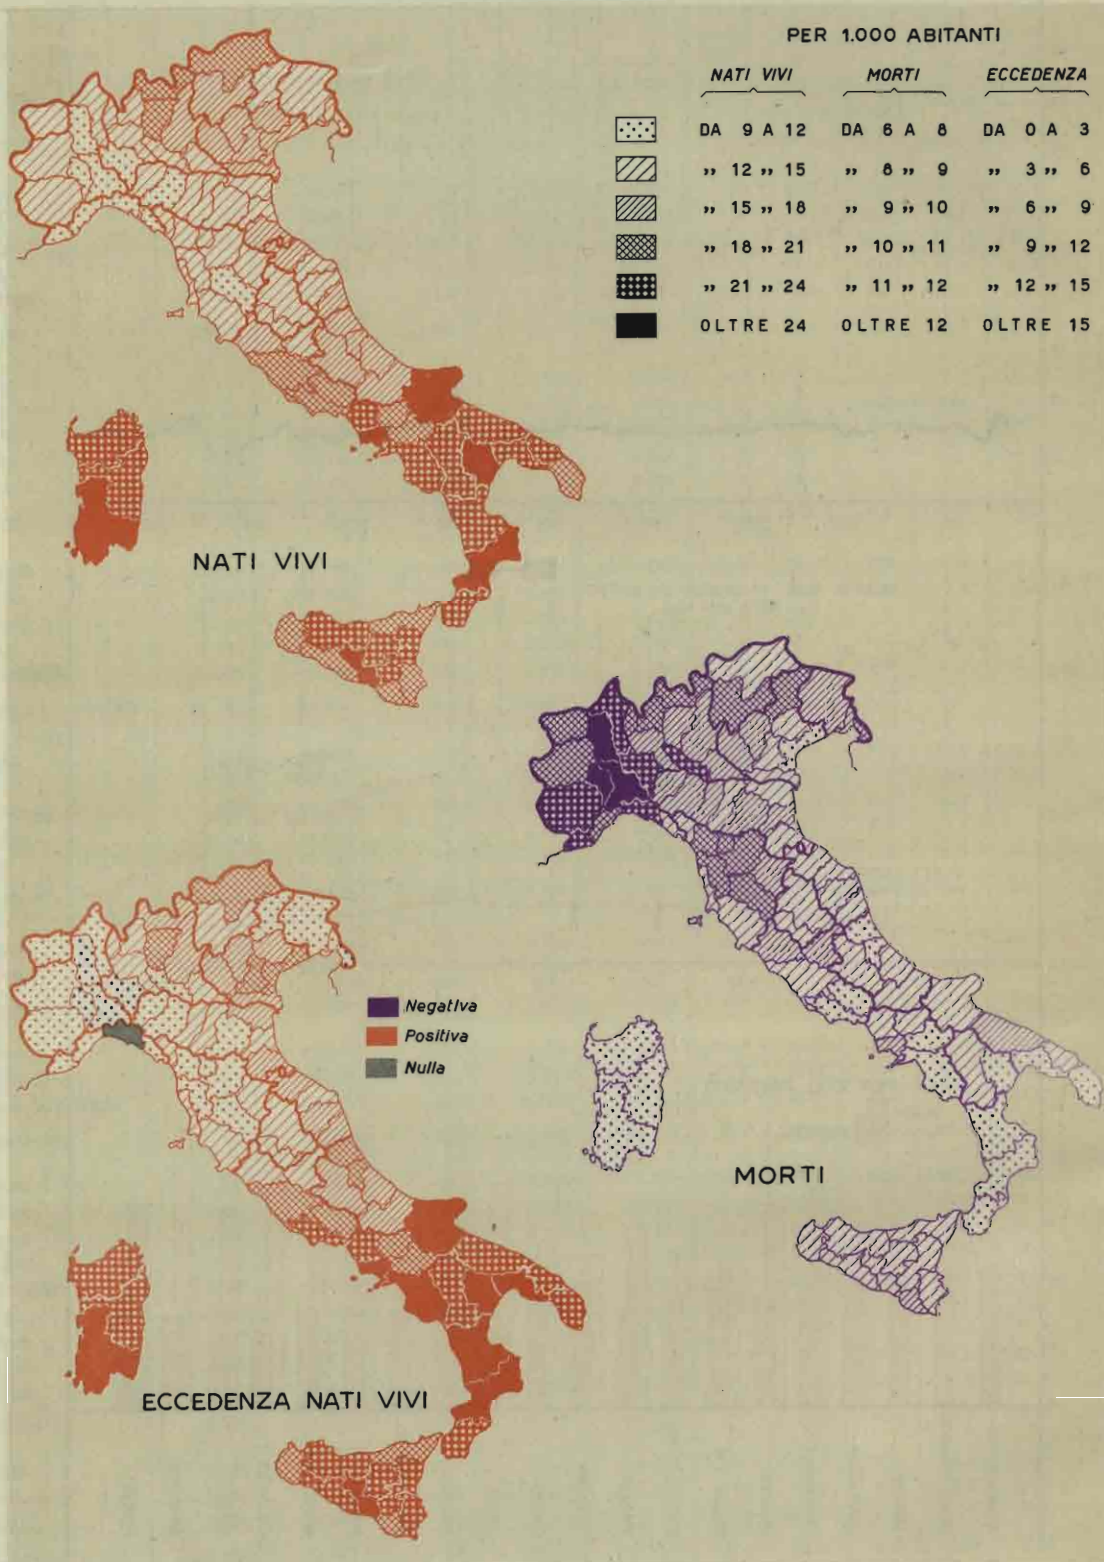 PER 1.000 ABITANTI
NATI VIVI MORTI ECCEDENZA
DA 9 A 12 DA 6 A 8 DA 0 A 3
„ 12 „ 15 „ 8 „ 9 „ 3 „ 6
„ 15 „ 18 „ 9 „ 10 „ 6 „ 9
„ 18 „ 21 „ 10 „ 11 „ 9 „ 12
„ 21 „ 24 „ 11 „ 12 „ 12 „ 15
OLTRE 24 OLTRE 12 OLTRE 15
NATI VIVI
Negativa
Positiva
Nulla
MORTI
ECCEDENZA NATI VIVI